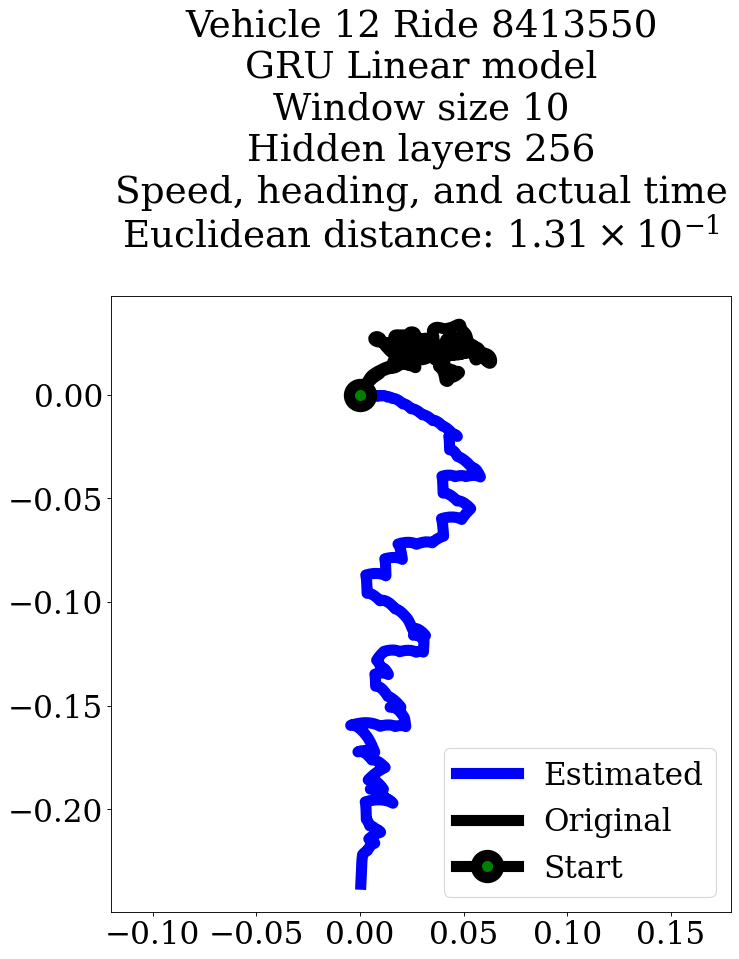 Vehicle 12 Ride 8413550
GRU Linear model
Window size 10
Hidden layers 256
Speed, heading, and actual time
Euclidean distance: 1.31 × 10⁻¹
0.00
−0.05
−0.10
−0.15
−0.20
Estimated
Original
Start
−0.10 −0.05 0.00 0.05 0.10 0.15